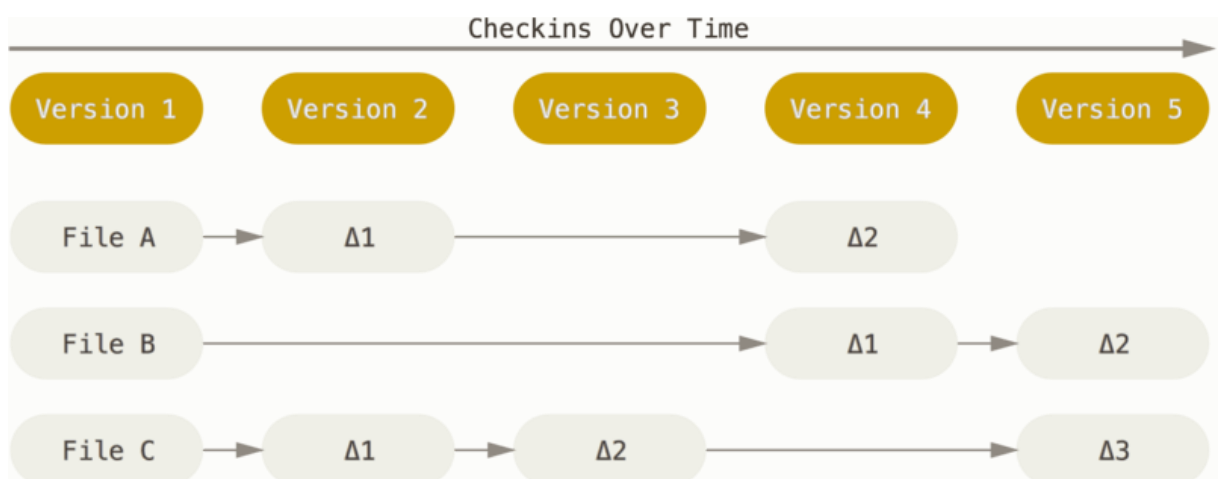 Checkins Over Time
Version 1 Version 2 Version 3 Version 4 Version 5
File A Δ1 Δ2
File B Δ1 Δ2
File C Δ1 Δ2 Δ3